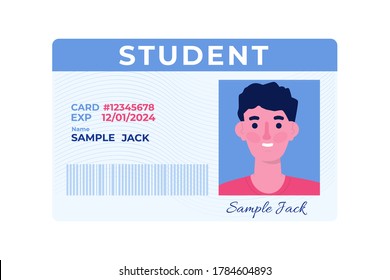 STUDENT
CARD #12345678
EXP 12/01/2024
Name
SAMPLE JACK
Sample Jack
shutterstock.com · 1784604893